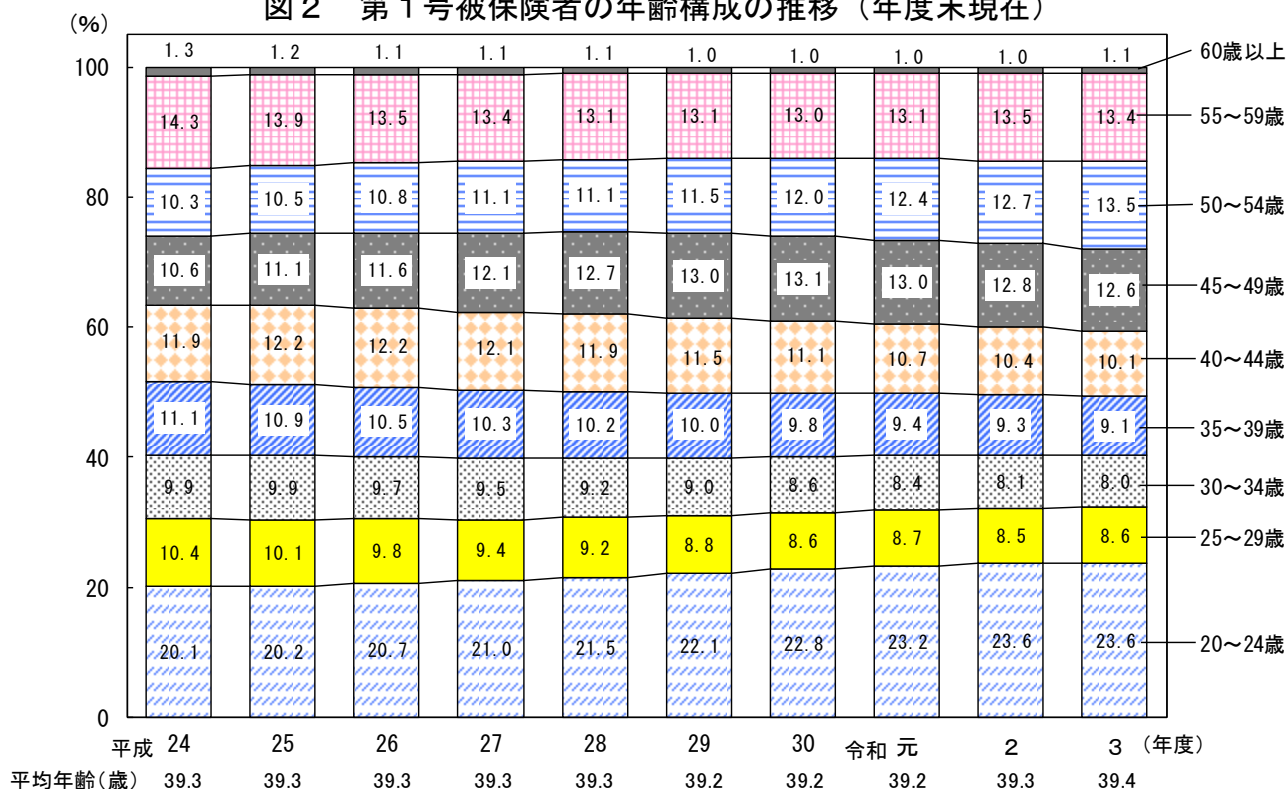 図２　第１号被保険者の年齢構成の推移（年度末現在）
(%)
1.3 1.2 1.1 1.1 1.1 1.0 1.0 1.0 1.0 1.1 60歳以上
100
14.3 13.9 13.5 13.4 13.1 13.1 13.0 13.1 13.5 13.4 55～59歳
80
10.3 10.5 10.8 11.1 11.1 11.5 12.0 12.4 12.7 13.5 50～54歳
10.6 11.1 11.6 12.1 12.7 13.0 13.1 13.0 12.8 12.6 45～49歳
60
11.9 12.2 12.2 12.1 11.9 11.5 11.1 10.7 10.4 10.1 40～44歳
11.1 10.9 10.5 10.3 10.2 10.0 9.8 9.4 9.3 9.1 35～39歳
40
9.9 9.9 9.7 9.5 9.2 9.0 8.6 8.4 8.1 8.0 30～34歳
10.4 10.1 9.8 9.4 9.2 8.8 8.6 8.7 8.5 8.6 25～29歳
20
20.1 20.2 20.7 21.0 21.5 22.1 22.8 23.2 23.6 23.6 20～24歳
0
平成 24 25 26 27 28 29 30 令和 元 2 3 (年度)
平均年齢(歳) 39.3 39.3 39.3 39.3 39.3 39.2 39.2 39.2 39.3 39.4